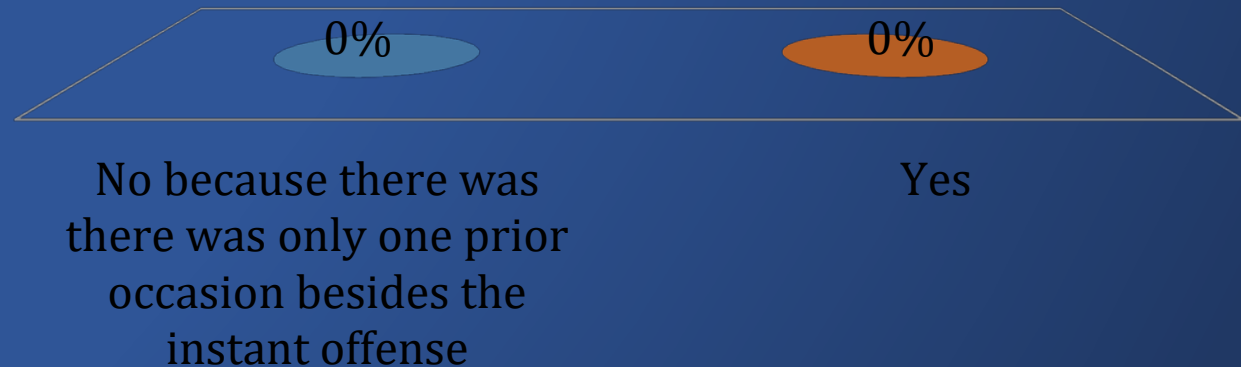 0% 0%
No because there was
there was only one prior
occasion besides the
instant offense
Yes